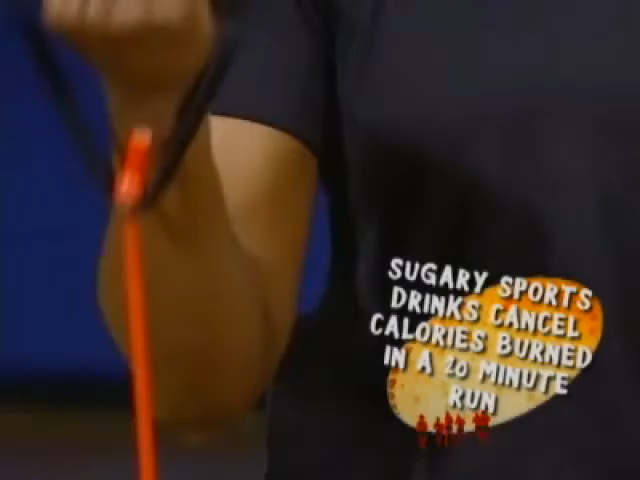 SUGARY SPORTS
DRINKS CANCEL
CALORIES BURNED
IN A 20 MINUTE
RUN